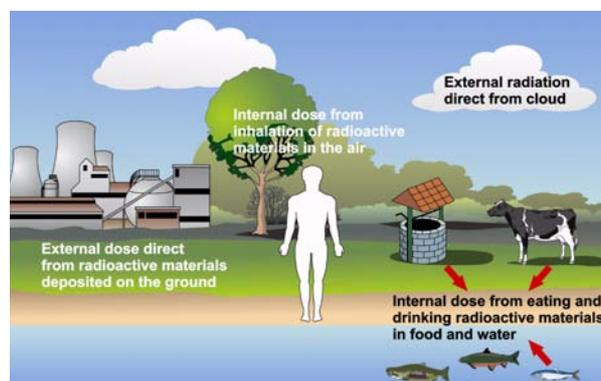 External radiation
direct from cloud
Internal dose from
inhalation of radioactive
materials in the air
External dose direct
from radioactive materials
deposited on the ground
Internal dose from eating and
drinking radioactive materials
in food and water